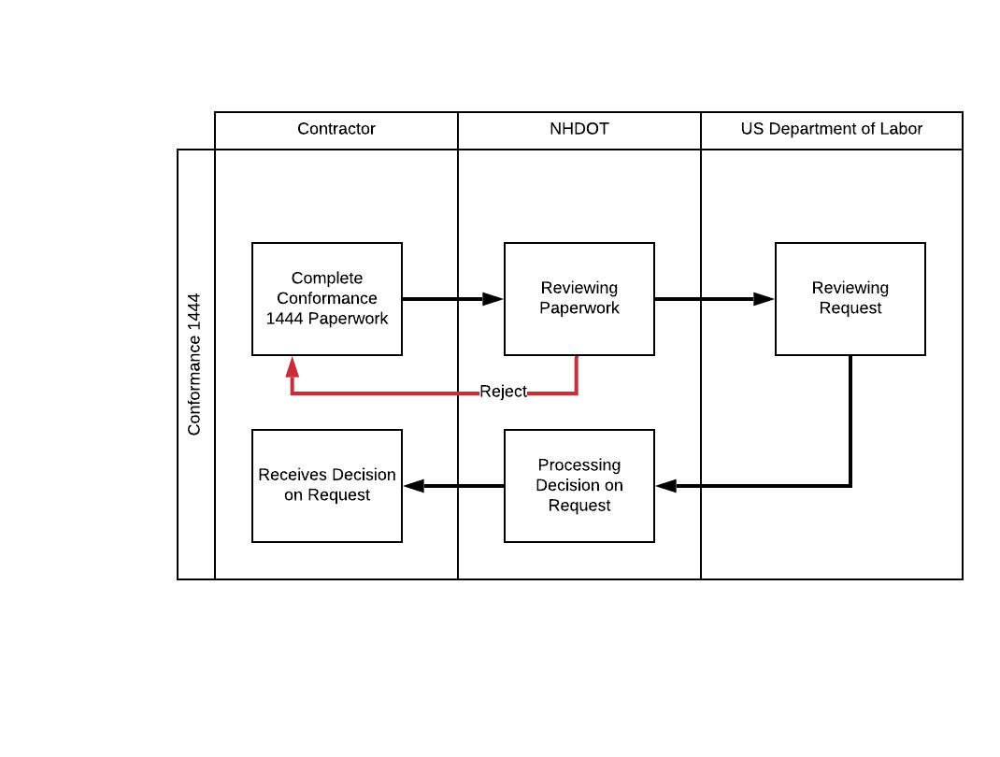 Contractor
NHDOT
US Department of Labor
Conformance 1444
Complete
Conformance
1444 Paperwork
Reviewing
Paperwork
Reviewing
Request
Reject
Receives Decision
on Request
Processing
Decision on
Request